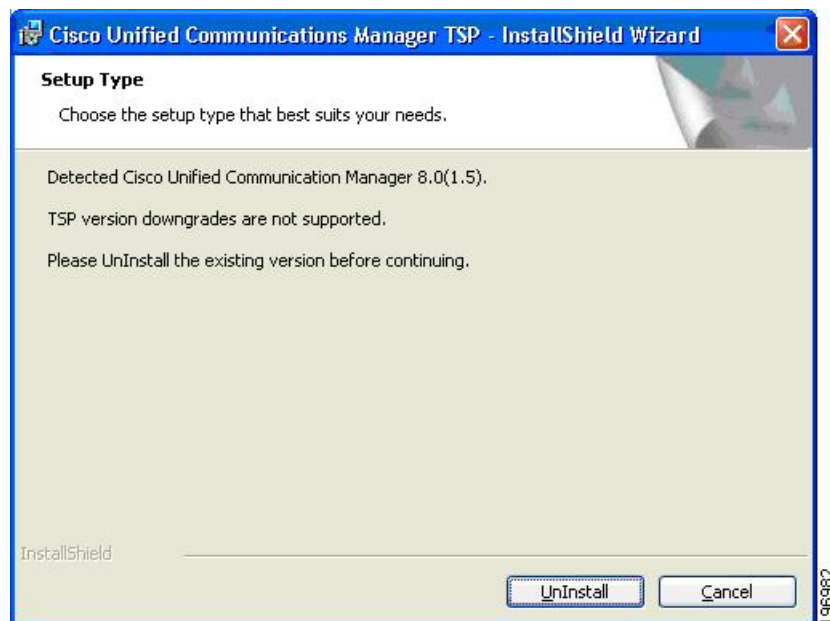 Cisco Unified Communications Manager TSP - InstallShield Wizard
Setup Type
Choose the setup type that best suits your needs.
Detected Cisco Unified Communication Manager 8.0(1.5).
TSP version downgrades are not supported.
Please UnInstall the existing version before continuing.
InstallShield
UnInstall
Cancel
196982